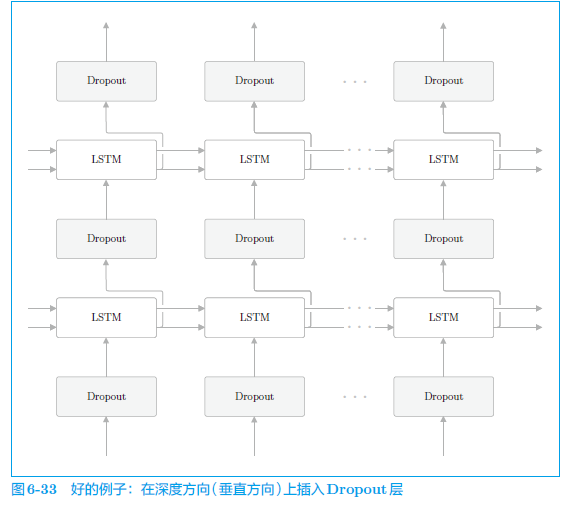 Dropout Dropout · · · Dropout
LSTM LSTM · · · · · · LSTM
Dropout Dropout · · · Dropout
LSTM LSTM · · · · · · LSTM
Dropout Dropout · · · Dropout
图6-33 好的例子：在深度方向（垂直方向）上插入Dropout层